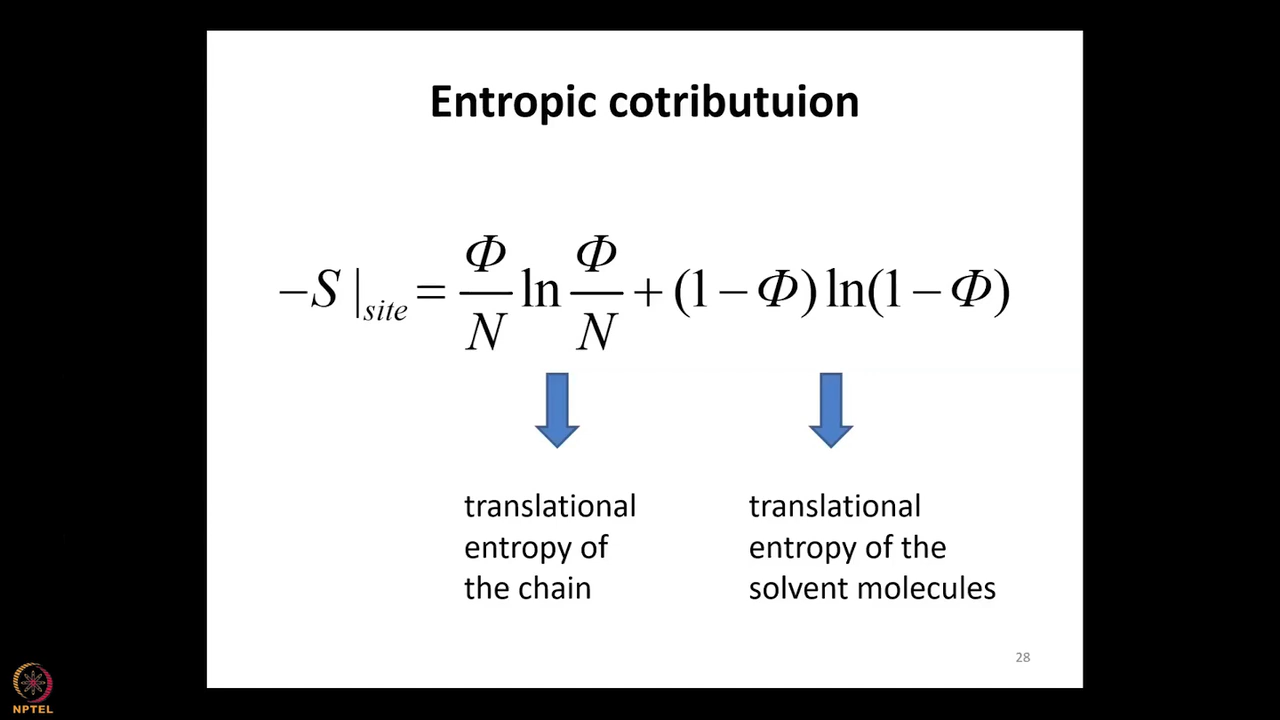 Entropic cotributuion
−S |site = Φ/N ln Φ/N + (1 − Φ) ln(1 − Φ)
translational
entropy of
the chain
translational
entropy of the
solvent molecules
28
NPTEL